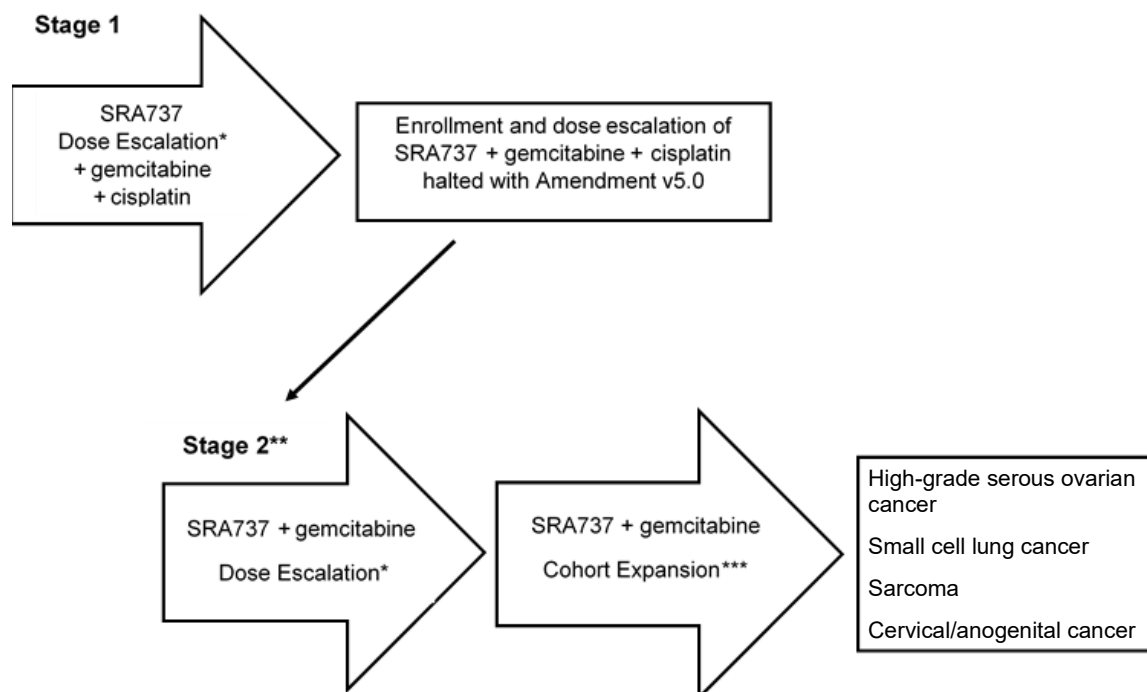 Stage 1
SRA737
Dose Escalation*
+ gemcitabine
+ cisplatin
Enrollment and dose escalation of
SRA737 + gemcitabine + cisplatin
halted with Amendment v5.0
Stage 2**
SRA737 + gemcitabine
Dose Escalation*
SRA737 + gemcitabine
Cohort Expansion***
High-grade serous ovarian
cancer
Small cell lung cancer
Sarcoma
Cervical/anogenital cancer